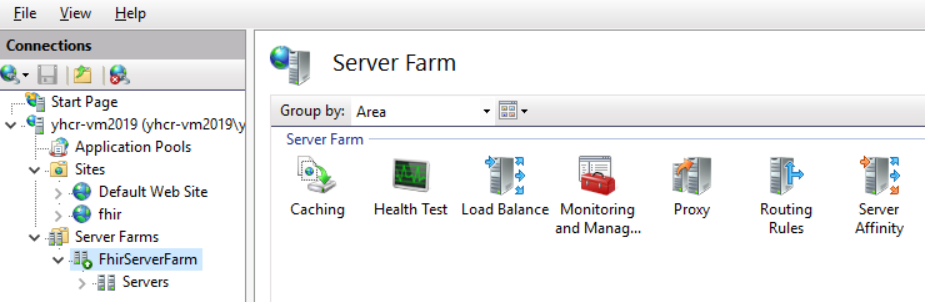 File View Help
Connections
Start Page
yhcr-vm2019 (yhcr-vm2019\y
Application Pools
Sites
Default Web Site
fhir
Server Farms
FhirServerFarm
Servers
Server Farm
Group by: Area
Server Farm
Caching
Health Test
Load Balance
Monitoring
and Manag...
Proxy
Routing
Rules
Server
Affinity